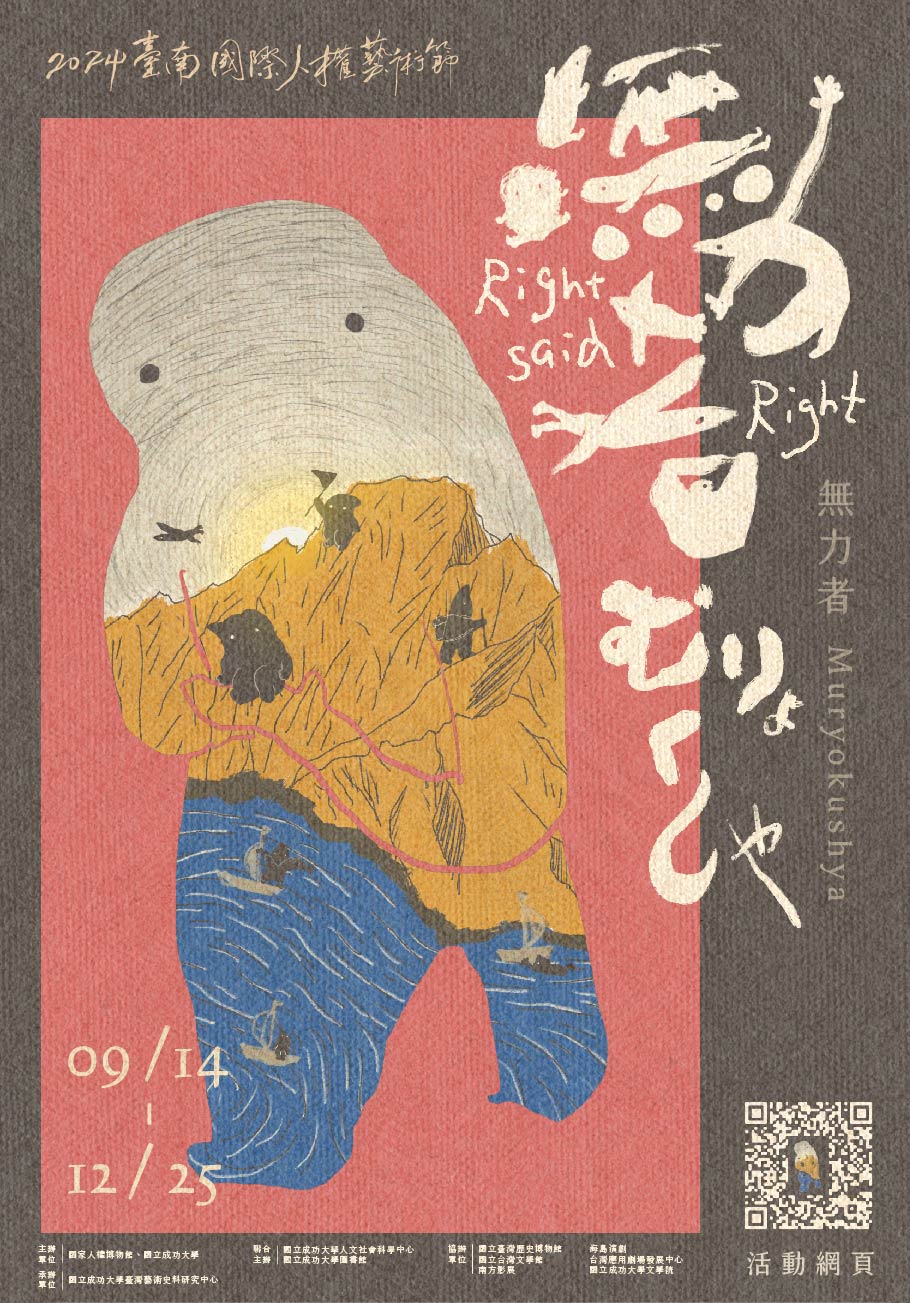 2024臺南國際人權藝術節
無力者
Right
said
Right
むりょくしゃ
無力者 Muryokushya
09/14
-
12/25
主辦單位
國家人權博物館、國立成功大學
承辦單位
國立成功大學臺灣藝術史科研究中心
聯合主辦
國立成功大學人文社會科學中心
國立成功大學圖書館
協辦單位
國立臺灣歷史博物館
國立台灣文學館
南方影展
海島演劇
台灣應用劇場發展中心
國立成功大學文學院
活動網頁